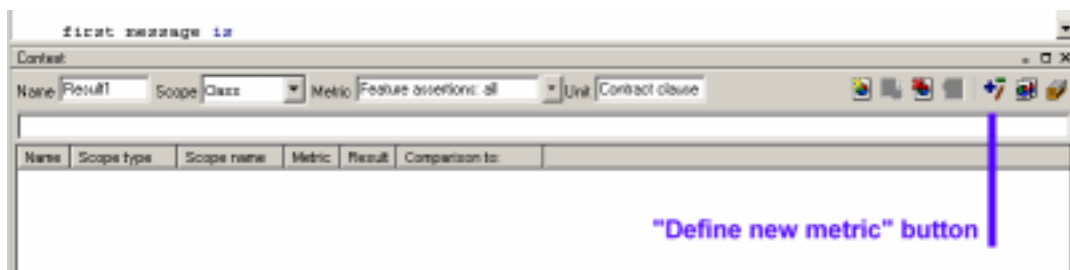 first message is
Context
Name Result1 Scope Class Metric Feature assertions: all Unit Contract clause
Name Scope type Scope name Metric Result Comparison to:
"Define new metric" button